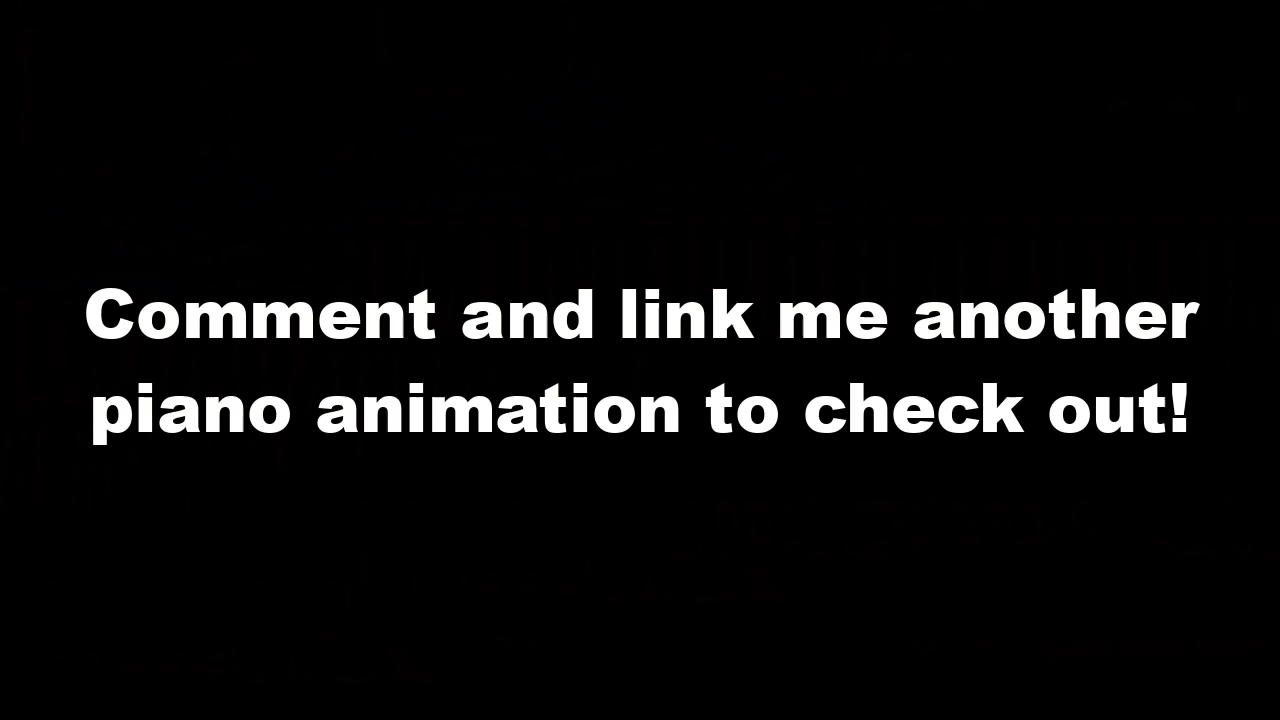 Comment and link me another
piano animation to check out!